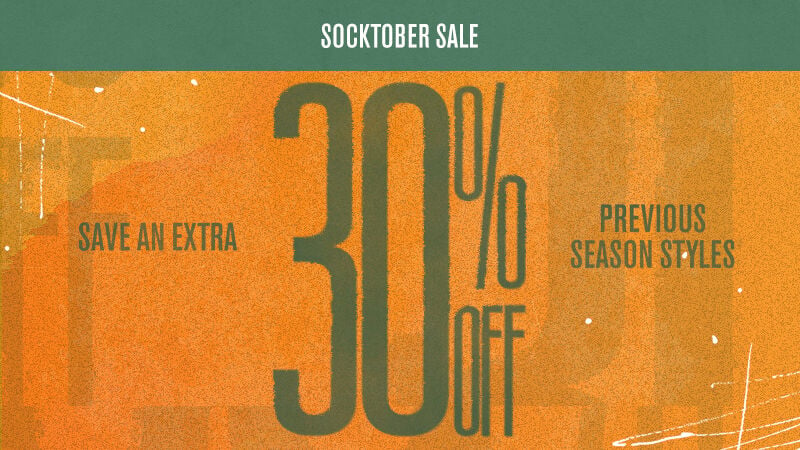 SOCKTOBER SALE
SAVE AN EXTRA
30% OFF
PREVIOUS
SEASON STYLES